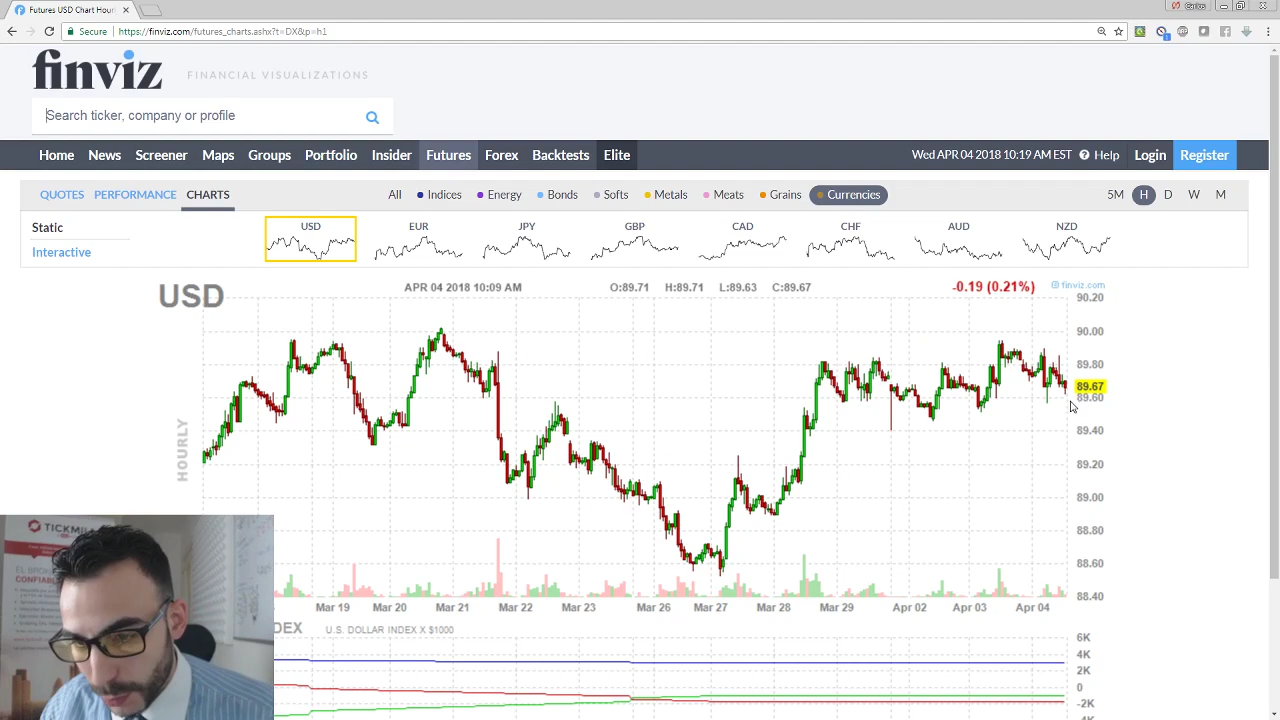 Futures USD Chart Hour
Secure
https://finviz.com/futures_charts.ashx?t=DX&p=h1
finviz FINANCIAL VISUALIZATIONS
Search ticker, company or profile
Home News Screener Maps Groups Portfolio Insider Futures Forex Backtests Elite
Wed APR 04 2018 10:19 AM EST ? Help Login Register
QUOTES PERFORMANCE CHARTS
All Indices Energy Bonds Softs Metals Meats Grains Currencies
5M H D W M
Static
Interactive
USD EUR JPY GBP CAD CHF AUD NZD
USD
APR 04 2018 10:09 AM O:89.71 H:89.71 L:89.63 C:89.67
-0.19 (0.21%)
© finviz.com
90.20
90.00
89.80
89.67
89.60
89.40
89.20
89.00
88.80
88.60
88.40
HOURLY
Mar 19 Mar 20 Mar 21 Mar 22 Mar 23 Mar 26 Mar 27 Mar 28 Mar 29 Apr 02 Apr 03 Apr 04
DEX U.S. DOLLAR INDEX X $1000
6K
4K
2K
0
-2K
-4K
TICKMILL
EL BROK
CONFIABLE